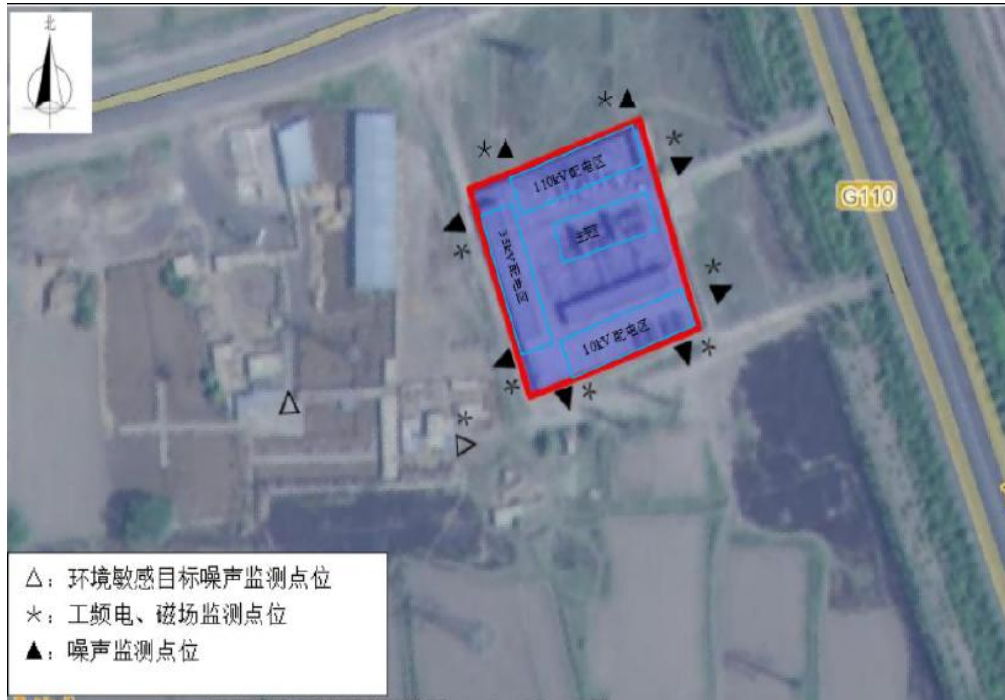 北
110kV配电区
G110
主变区
35kV配电区
10kV配电区
△：环境敏感目标噪声监测点位
*：工频电、磁场监测点位
▲：噪声监测点位